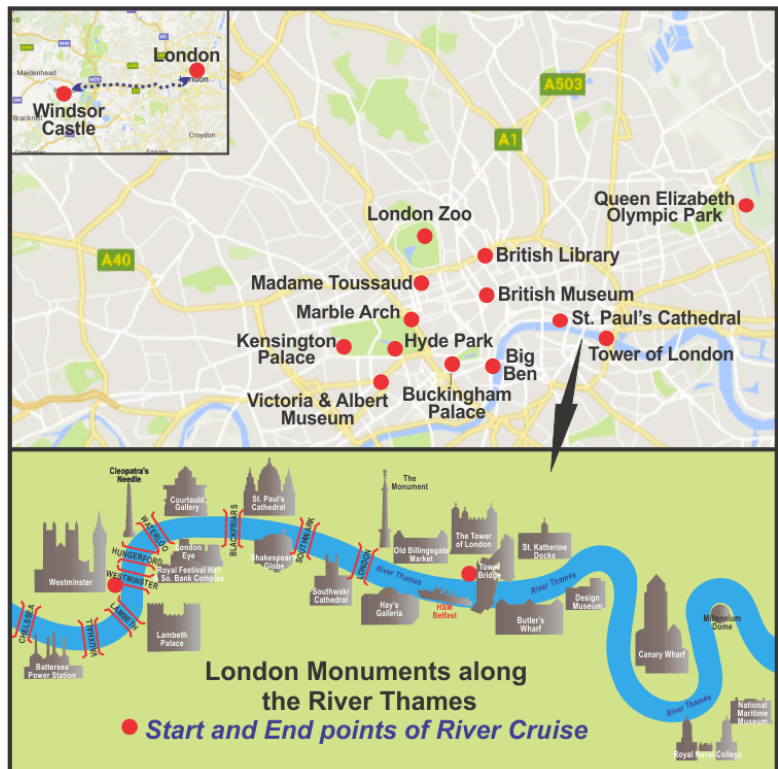 London
London
Maidenhead
Windsor
Castle
Bracknell
Croydon
A503
A1
A40
London Zoo
Queen Elizabeth
Olympic Park
British Library
Madame Toussaud
British Museum
Marble Arch
St. Paul's Cathedral
Kensington
Palace
Hyde Park
Big
Ben
Tower of London
Victoria & Albert
Museum
Buckingham
Palace
Cleopatra's
Needle
Courtauld
Gallery
St. Paul's
Cathedral
The
Monument
WATERLOO
BLACKFRIARS
SOUTHWARK
LONDON
HUNGERFORD
WESTMINSTER
LAMBETH
VAUXHALL
CHELSEA
Westminster
London
Eye
Royal Festival Hall
So. Bank Complex
Shakespear
Globe
Old Billingsgate
Market
The Tower
of London
St. Katherine
Docks
Tower
Bridge
River Thames
River Thames
River Thames
Southwakr
Cathedral
Hay's
Galleria
HSM
Belfast
Butler's
Wharf
Design
Museum
Canary Wharf
Millennium
Dome
Battersea
Power Station
Lambeth
Palace
National
Maritime
Museum
Royal Naval College
London Monuments along
the River Thames
Start and End points of River Cruise